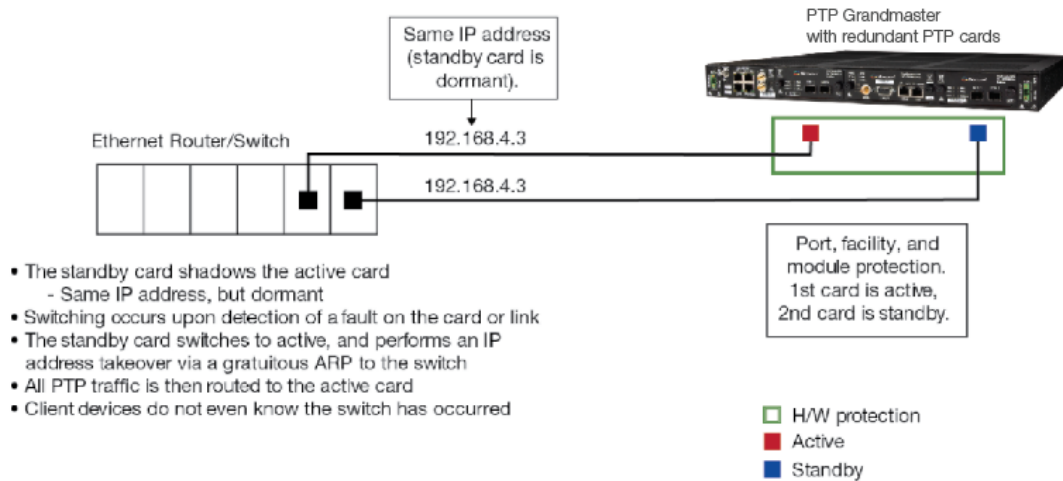 PTP Grandmaster
with redundant PTP cards
Same IP address
(standby card is
dormant).
Ethernet Router/Switch
192.168.4.3
192.168.4.3
Port, facility, and
module protection.
1st card is active,
2nd card is standby.
• The standby card shadows the active card
- Same IP address, but dormant
• Switching occurs upon detection of a fault on the card or link
• The standby card switches to active, and performs an IP
address takeover via a gratuitous ARP to the switch
• All PTP traffic is then routed to the active card
• Client devices do not even know the switch has occurred
H/W protection
Active
Standby